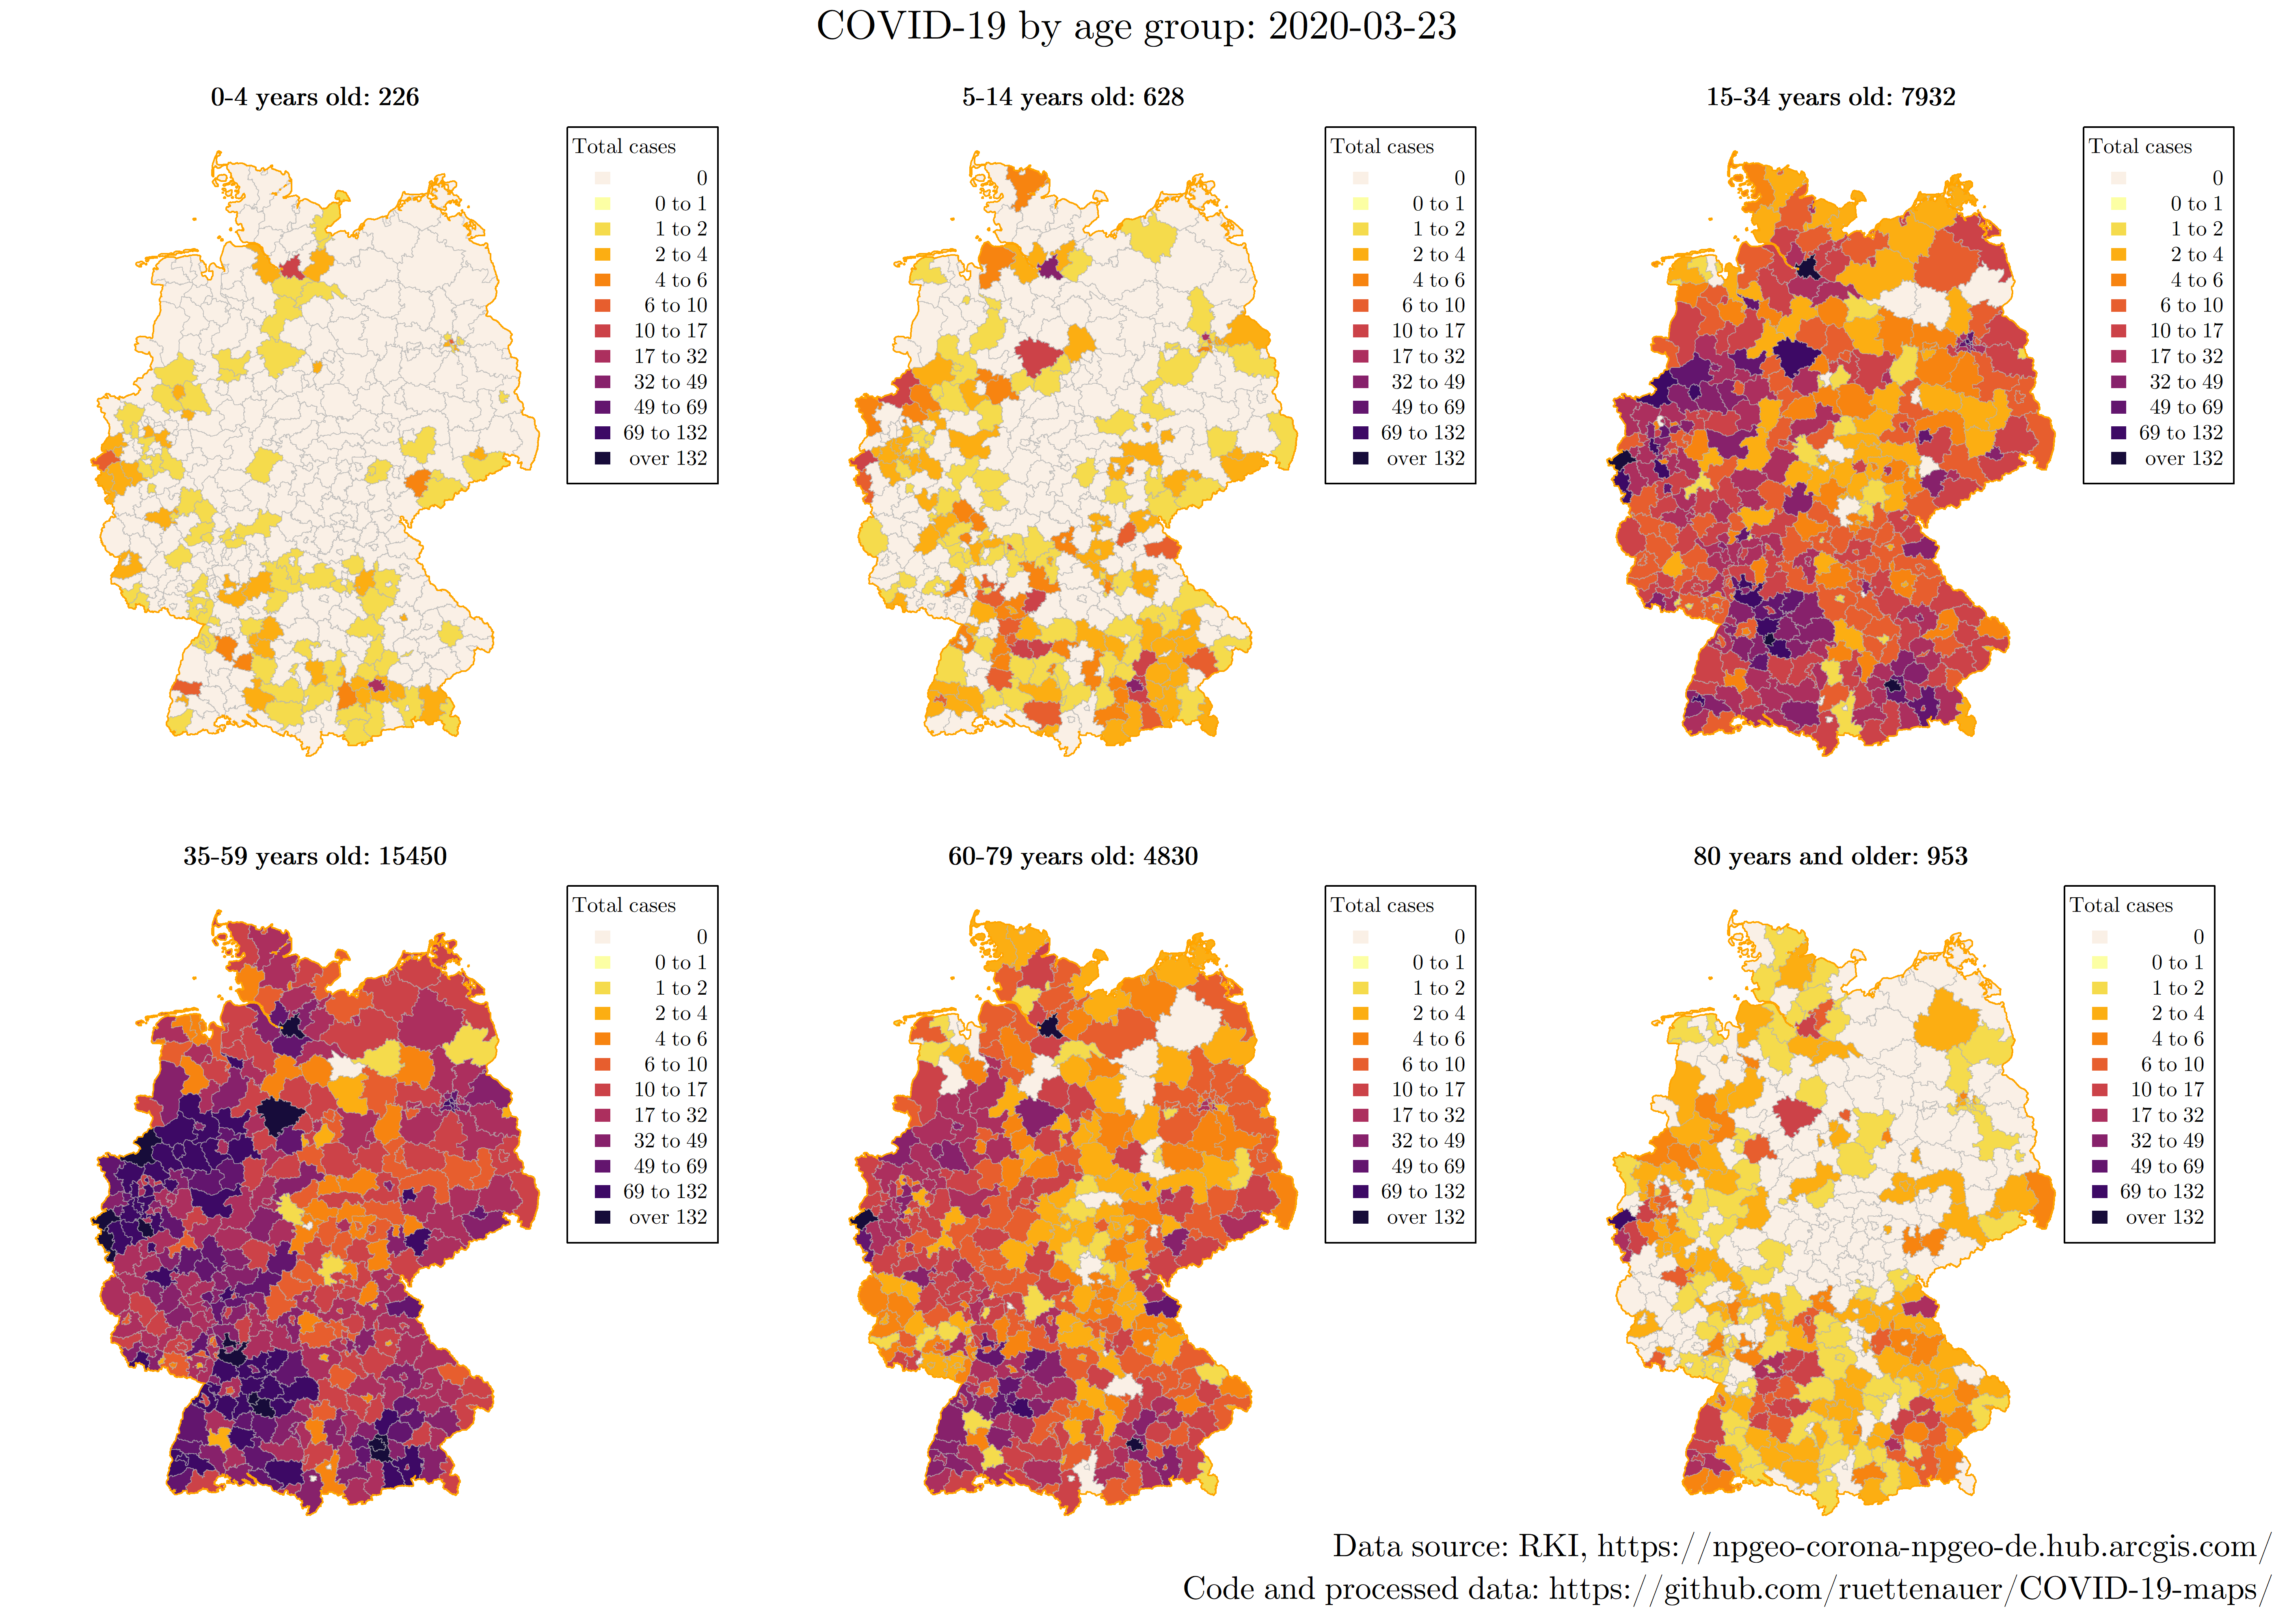 COVID-19 by age group: 2020-03-23
0-4 years old: 226
Total cases
0
0 to 1
1 to 2
2 to 4
4 to 6
6 to 10
10 to 17
17 to 32
32 to 49
49 to 69
69 to 132
over 132
5-14 years old: 628
Total cases
0
0 to 1
1 to 2
2 to 4
4 to 6
6 to 10
10 to 17
17 to 32
32 to 49
49 to 69
69 to 132
over 132
15-34 years old: 7932
Total cases
0
0 to 1
1 to 2
2 to 4
4 to 6
6 to 10
10 to 17
17 to 32
32 to 49
49 to 69
69 to 132
over 132
35-59 years old: 15450
Total cases
0
0 to 1
1 to 2
2 to 4
4 to 6
6 to 10
10 to 17
17 to 32
32 to 49
49 to 69
69 to 132
over 132
60-79 years old: 4830
Total cases
0
0 to 1
1 to 2
2 to 4
4 to 6
6 to 10
10 to 17
17 to 32
32 to 49
49 to 69
69 to 132
over 132
80 years and older: 953
Total cases
0
0 to 1
1 to 2
2 to 4
4 to 6
6 to 10
10 to 17
17 to 32
32 to 49
49 to 69
69 to 132
over 132
Data source: RKI, https://npgeo-corona-npgeo-de.hub.arcgis.com/
Code and processed data: https://github.com/ruettenauer/COVID-19-maps/